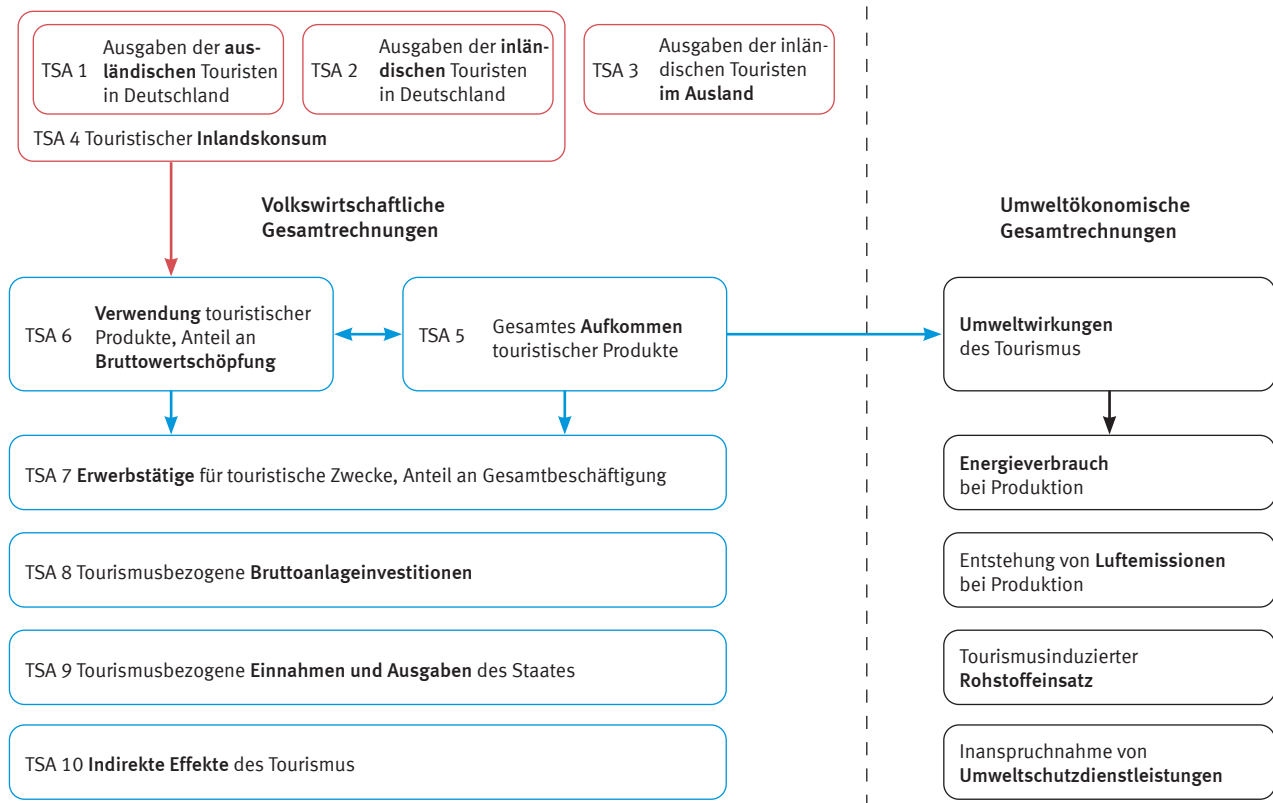 TSA 1
Ausgaben der aus-
ländischen Touristen
in Deutschland
TSA 2
Ausgaben der inlän-
dischen Touristen
in Deutschland
TSA 3
Ausgaben der inlän-
dischen Touristen
im Ausland
TSA 4 Touristischer Inlandskonsum
Volkswirtschaftliche
Gesamtrechnungen
Umweltökonomische
Gesamtrechnungen
TSA 6
Verwendung touristischer
Produkte, Anteil an
Bruttowertschöpfung
TSA 5
Gesamtes Aufkommen
touristischer Produkte
Umweltwirkungen
des Tourismus
TSA 7 Erwerbstätige für touristische Zwecke, Anteil an Gesamtbeschäftigung
Energieverbrauch
bei Produktion
TSA 8 Tourismusbezogene Bruttoanlageinvestitionen
Entstehung von Luftemissionen
bei Produktion
TSA 9 Tourismusbezogene Einnahmen und Ausgaben des Staates
Tourismusinduzierter
Rohstoffeinsatz
TSA 10 Indirekte Effekte des Tourismus
Inanspruchnahme von
Umweltschutzdienstleistungen